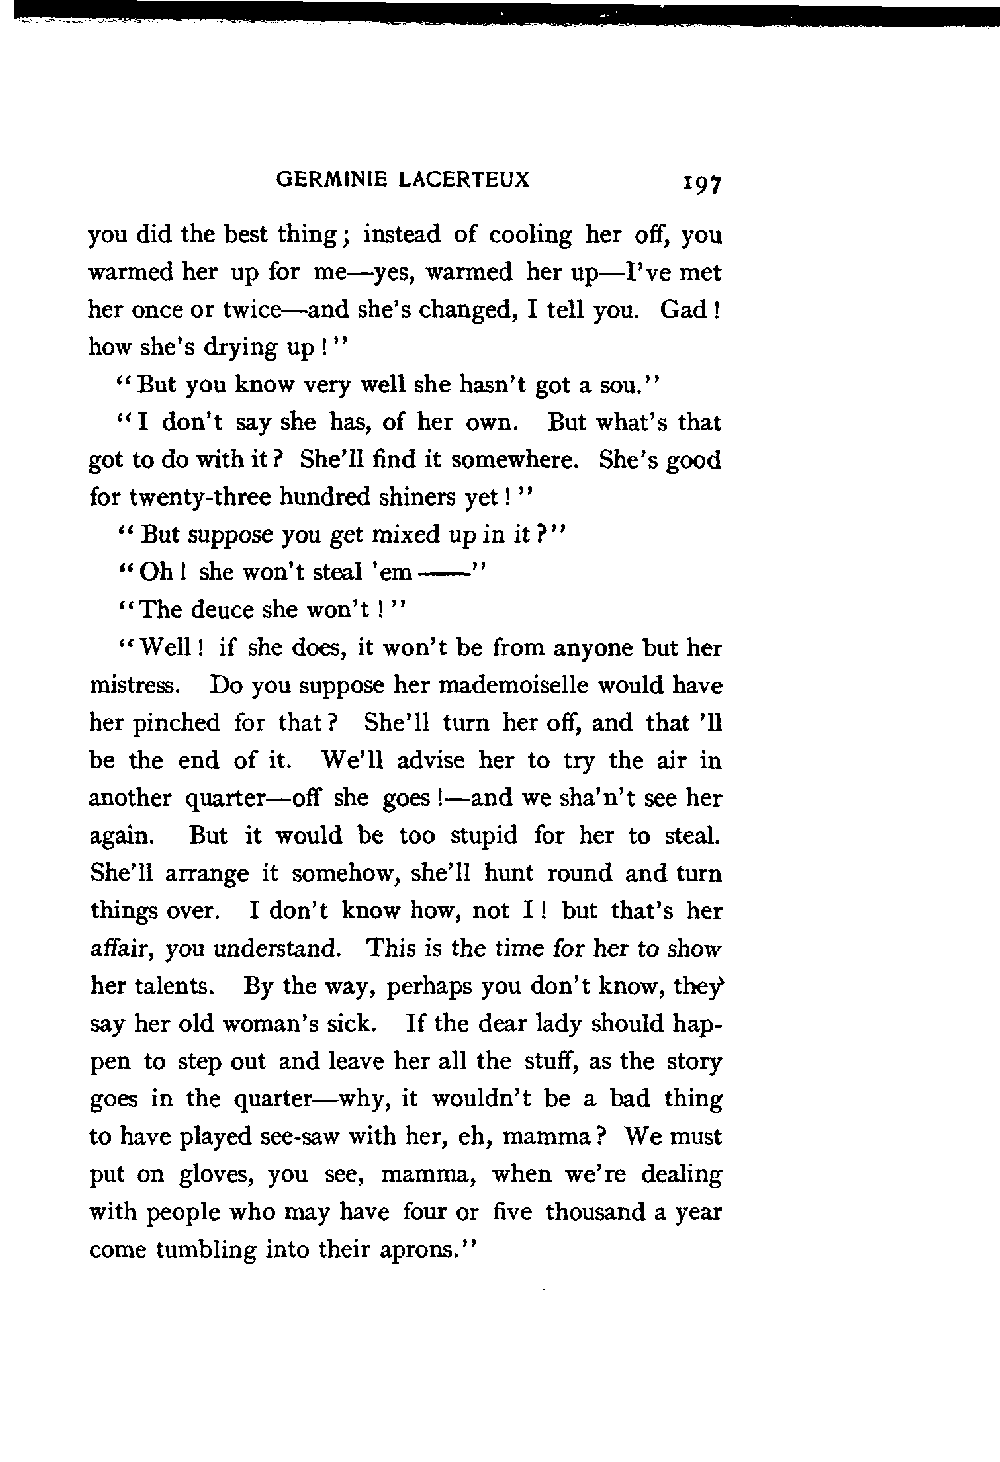 GERMINIE LACERTEUX 197
you did the best thing; instead of cooling her off, you
warmed her up for me—yes, warmed her up—I've met
her once or twice—and she's changed, I tell you. Gad!
how she's drying up!"
"But you know very well she hasn't got a sou."
"I don't say she has, of her own. But what's that
got to do with it? She'll find it somewhere. She's good
for twenty-three hundred shiners yet!"
"But suppose you get mixed up in it?"
"Oh! she won't steal 'em——"
"The deuce she won't!"
"Well! if she does, it won't be from anyone but her
mistress. Do you suppose her mademoiselle would have
her pinched for that? She'll turn her off, and that 'll
be the end of it. We'll advise her to try the air in
another quarter—off she goes!—and we sha'n't see her
again. But it would be too stupid for her to steal.
She'll arrange it somehow, she'll hunt round and turn
things over. I don't know how, not I! but that's her
affair, you understand. This is the time for her to show
her talents. By the way, perhaps you don't know, they
say her old woman's sick. If the dear lady should hap-
pen to step out and leave her all the stuff, as the story
goes in the quarter—why, it wouldn't be a bad thing
to have played see-saw with her, eh, mamma? We must
put on gloves, you see, mamma, when we're dealing
with people who may have four or five thousand a year
come tumbling into their aprons."